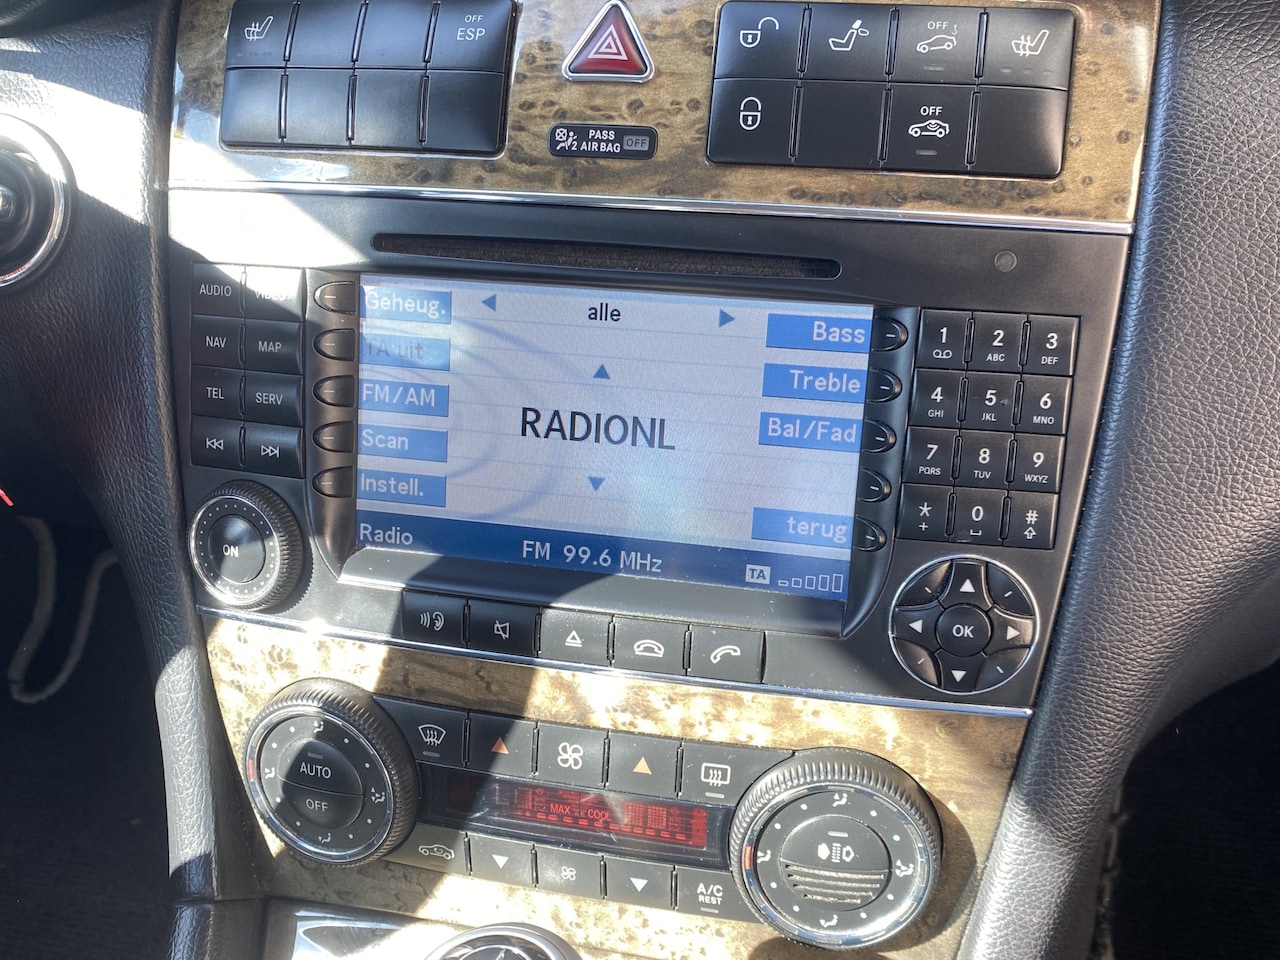 OFF
ESP
OFF
OFF
PASS
AIR BAG OFF
2
AUDIO VIDEO
NAV MAP
TEL SERV
ON
Geheug.
TA uit
FM/AM
Scan
Instell.
alle
RADIONL
Bass
Treble
Bal/Fad
terug
Radio
FM 99.6 MHz
TA
1 2 3
ABC DEF
4 5 6
GHI JKL MNO
7 8 9
PQRS TUV WXYZ
* 0 #
+
OK
AUTO
OFF
MAX COOL
A/C
REST